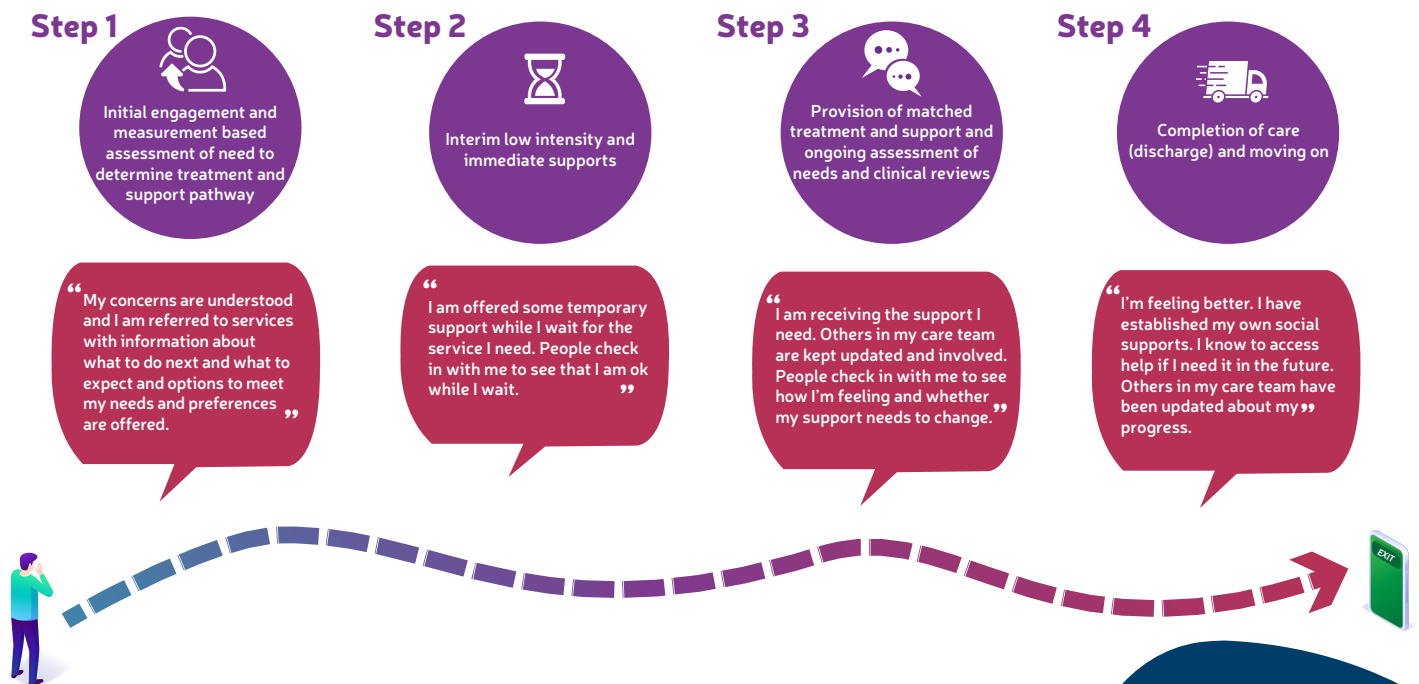 Step 1
Initial engagement and
measurement based
assessment of need to
determine treatment and
support pathway
“
My concerns are understood
and I am referred to services
with information about
what to do next and what to
expect and options to meet
my needs and preferences
are offered. ”
Step 2
Interim low intensity and
immediate supports
“
I am offered some temporary
support while I wait for the
service I need. People check
in with me to see that I am ok
while I wait. ”
Step 3
Provision of matched
treatment and support and
ongoing assessment of
needs and clinical reviews
“
I am receiving the support I
need. Others in my care team
are kept updated and involved.
People check in with me to see
how I’m feeling and whether
my support needs to change. ”
Step 4
Completion of care
(discharge) and moving on
“
I’m feeling better. I have
established my own social
supports. I know to access
help if I need it in the future.
Others in my care team have
been updated about my ”
progress.
EXIT